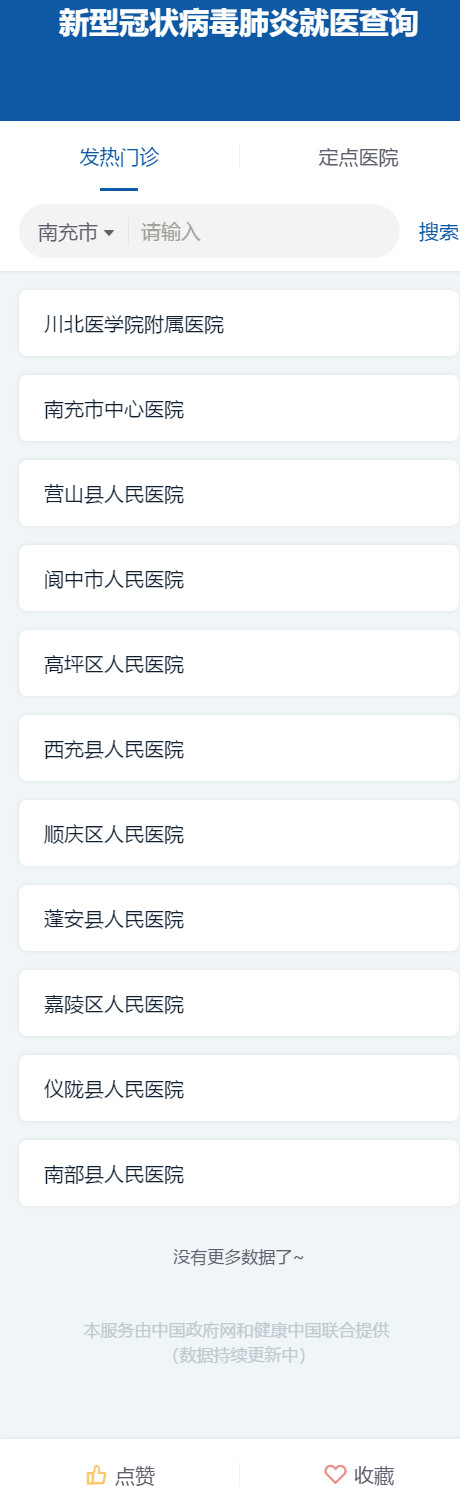 新型冠状病毒肺炎就医查询
发热门诊 定点医院
南充市 请输入 搜索
川北医学院附属医院
南充市中心医院
营山县人民医院
阆中市人民医院
高坪区人民医院
西充县人民医院
顺庆区人民医院
蓬安县人民医院
嘉陵区人民医院
仪陇县人民医院
南部县人民医院
没有更多数据了~
本服务由中国政府网和健康中国联合提供
（数据持续更新中）
点赞 收藏